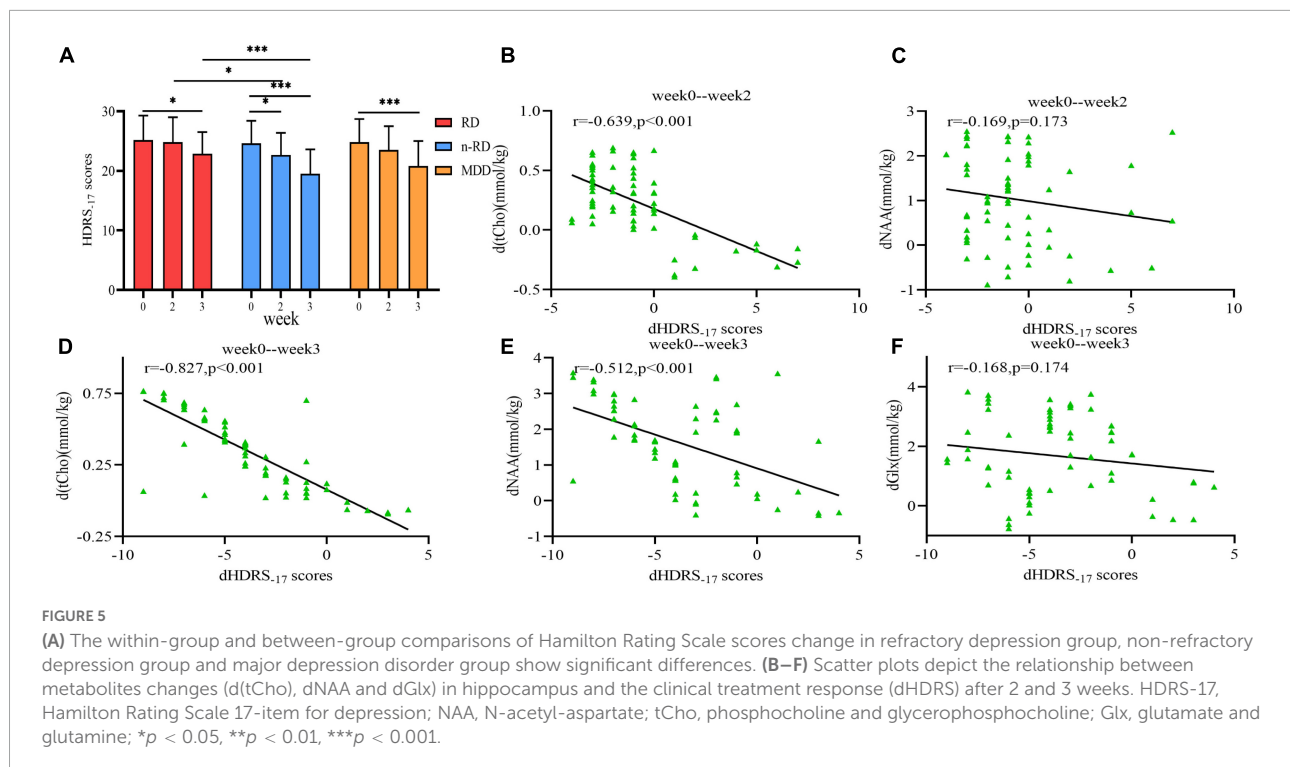 A
B
C
***
*
***
*
*
***
30
20
10
0
HDRS-17 scores
0 2 3 0 2 3 0 2 3
week
RD
n-RD
MDD
week0--week2
r=-0.639,p<0.001
1.0
0.5
0.0
-0.5
d(tCho)(mmol/kg)
-5 0 5 10
dHDRS-17 scores
week0--week2
r=-0.169,p=0.173
3
2
1
0
-1
dNAA(mmol/kg)
-5 0 5 10
dHDRS-17 scores
D
week0--week3
r=-0.827,p<0.001
0.75
0.25
-0.25
d(tCho)(mmol/kg)
-10 -5 0 5
dHDRS-17 scores
E
week0--week3
r=-0.512,p<0.001
4
3
2
1
0
-1
dNAA(mmol/kg)
-10 -5 0 5
dHDRS-17 scores
F
week0--week3
r=-0.168,p=0.174
4
2
0
-2
dGlx(mmol/kg)
-10 -5 0 5
dHDRS-17 scores
FIGURE 5
(A) The within-group and between-group comparisons of Hamilton Rating Scale scores change in refractory depression group, non-refractory
depression group and major depression disorder group show significant differences. (B–F) Scatter plots depict the relationship between
metabolites changes (d(tCho), dNAA and dGlx) in hippocampus and the clinical treatment response (dHDRS) after 2 and 3 weeks. HDRS-17,
Hamilton Rating Scale 17-item for depression; NAA, N-acetyl-aspartate; tCho, phosphocholine and glycerophosphocholine; Glx, glutamate and
glutamine; *p < 0.05, **p < 0.01, ***p < 0.001.